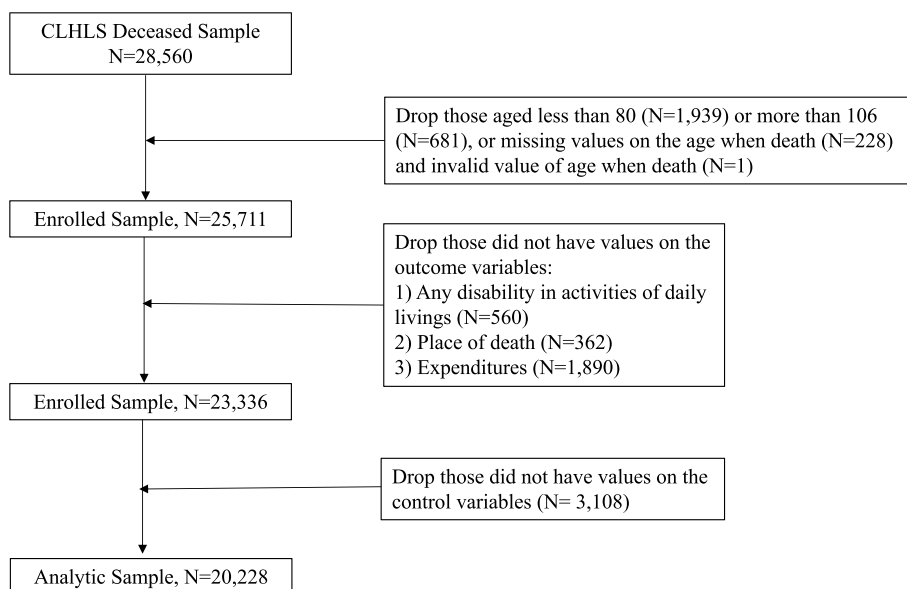 CLHLS Deceased Sample
N=28,560
Drop those aged less than 80 (N=1,939) or more than 106
(N=681), or missing values on the age when death (N=228)
and invalid value of age when death (N=1)
Enrolled Sample, N=25,711
Drop those did not have values on the
outcome variables:
1) Any disability in activities of daily
livings (N=560)
2) Place of death (N=362)
3) Expenditures (N=1,890)
Enrolled Sample, N=23,336
Drop those did not have values on the
control variables (N= 3,108)
Analytic Sample, N=20,228